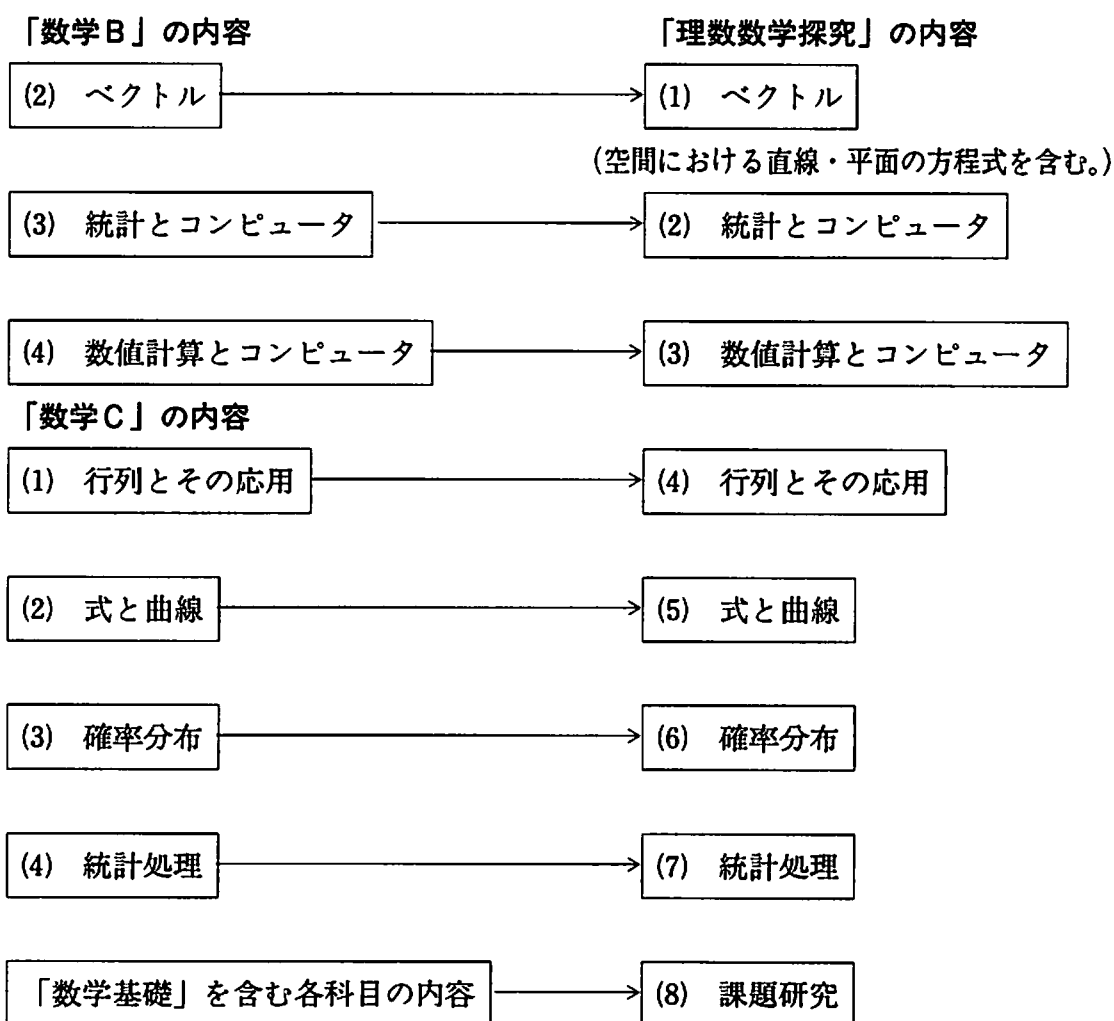 「数学B」の内容 「理数数学探究」の内容
(2) ベクトル (1) ベクトル
(空間における直線・平面の方程式を含む。)
(3) 統計とコンピュータ (2) 統計とコンピュータ
(4) 数値計算とコンピュータ (3) 数値計算とコンピュータ
「数学C」の内容
(1) 行列とその応用 (4) 行列とその応用
(2) 式と曲線 (5) 式と曲線
(3) 確率分布 (6) 確率分布
(4) 統計処理 (7) 統計処理
「数学基礎」を含む各科目の内容 (8) 課題研究